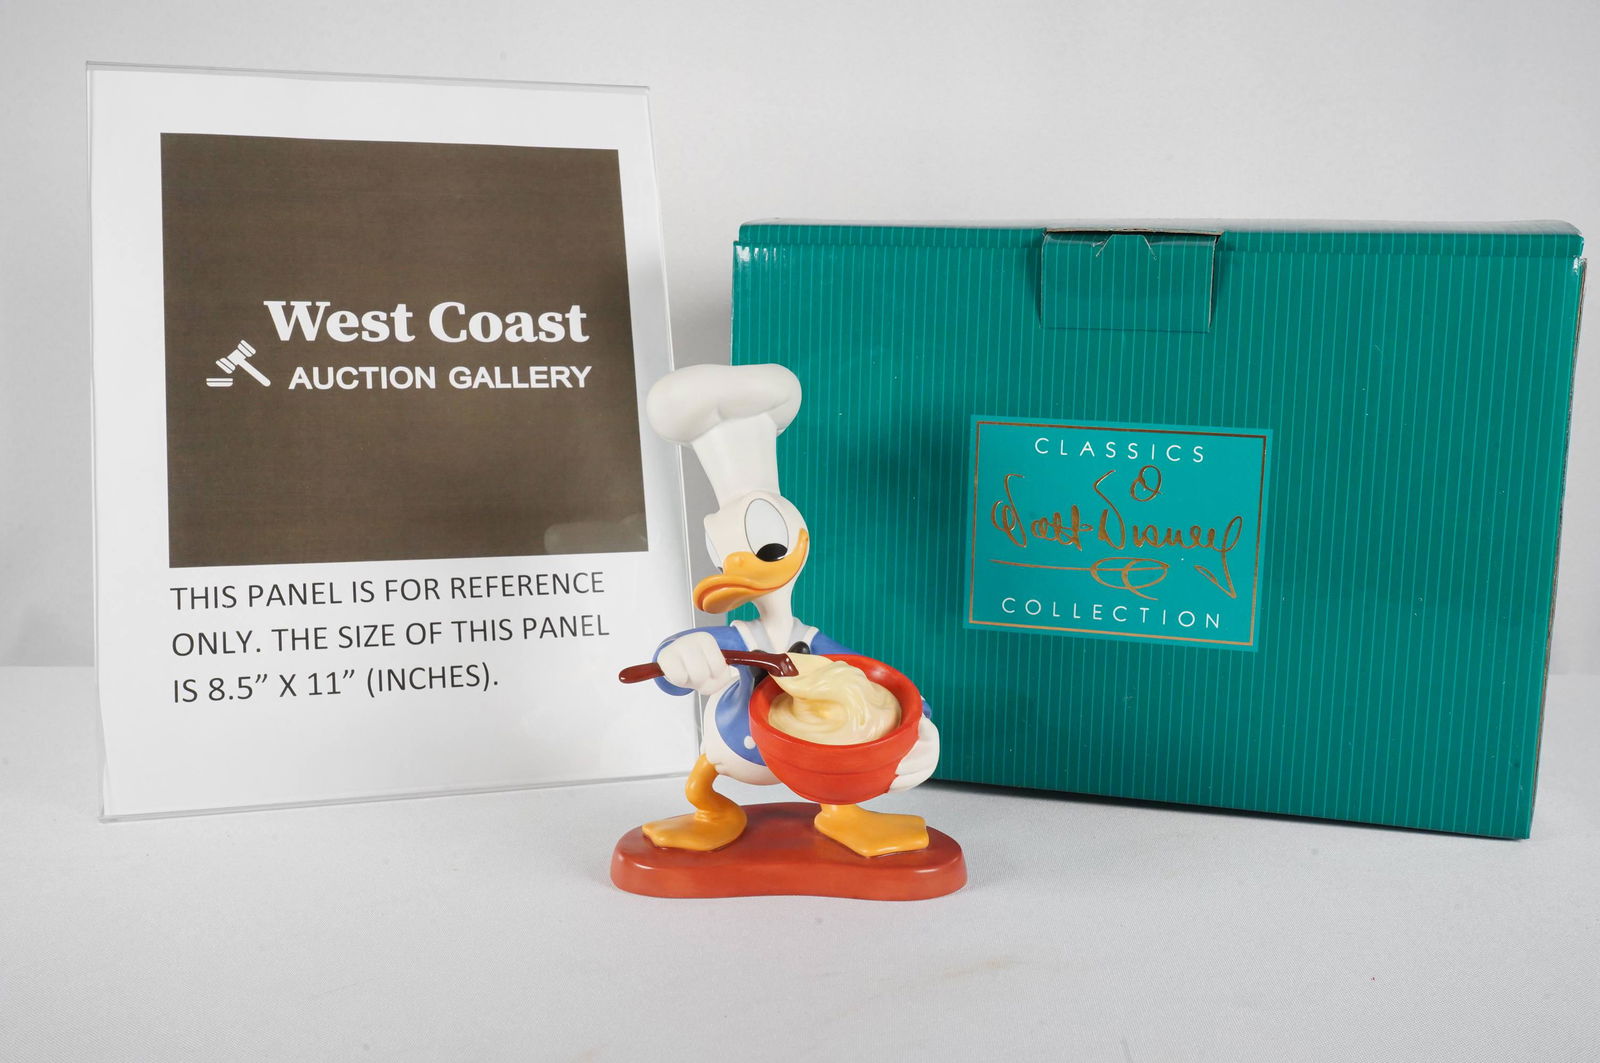 West Coast
AUCTION GALLERY
THIS PANEL IS FOR REFERENCE
ONLY. THE SIZE OF THIS PANEL
IS 8.5” X 11” (INCHES).
CLASSICS
Walt Disney
COLLECTION